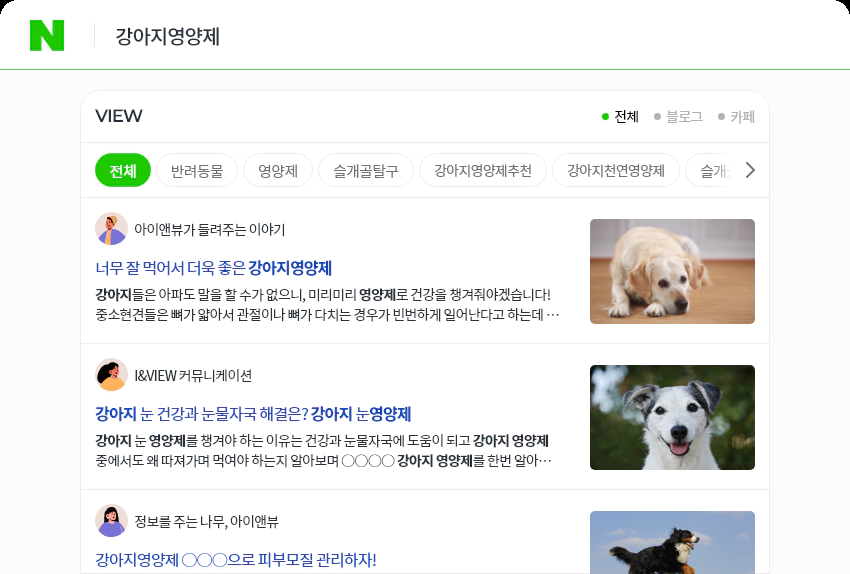 N 강아지영양제
VIEW
전체 블로그 카페
전체 반려동물 영양제 슬개골탈구 강아지영양제추천 강아지천연영양제
아이앤뷰가 들려주는 이야기
너무 잘 먹어서 더욱 좋은 강아지영양제
강아지들은 아파도 말을 할 수가 없으니, 미리미리 영양제로 건강을 챙겨줘야겠습니다!
중소현견들은 뼈가 얇아서 관절이나 뼈가 다치는 경우가 빈번하게 일어난다고 하는데 …
I&VIEW 커뮤니케이션
강아지 눈 건강과 눈물자국 해결은? 강아지 눈영양제
강아지 눈 영양제를 챙겨야 하는 이유는 건강과 눈물자국에 도움이 되고 강아지 영양제
중에서도 왜 따져가며 먹여야 하는지 알아보며 〇〇〇〇 강아지 영양제를 한번 알아…
정보를 주는 나무, 아이앤뷰
강아지영양제 〇〇〇으로 피부모질 관리하자!